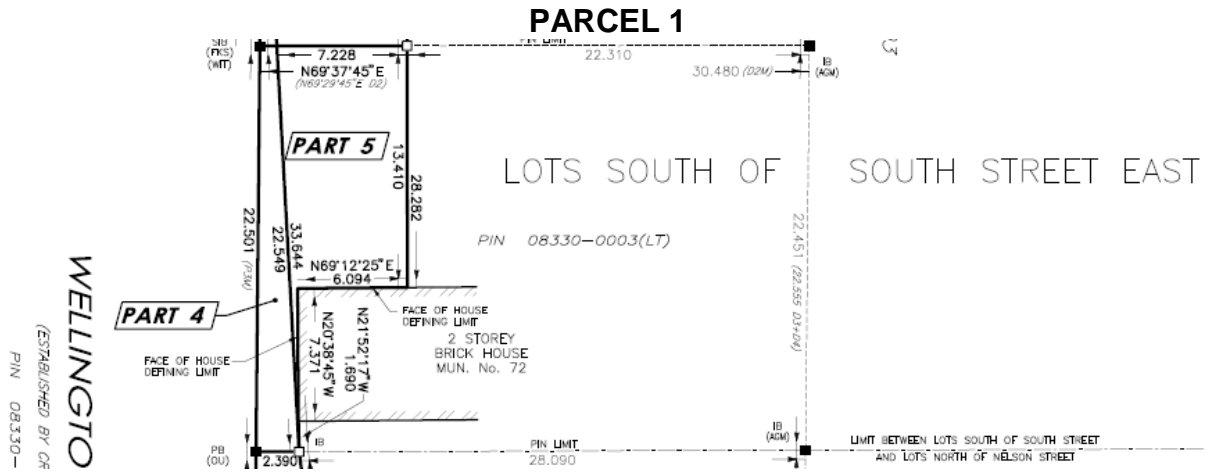 PARCEL 1
SIB
(FKS)
(WIT)
7.228
N69°37'45"E
(N69°29'45"E D2)
PIN LIMIT
22.310
30.480 (D2M)
IB
(AGM)
PART 5
13.410
28.282
LOTS SOUTH OF SOUTH STREET EAST
PIN 08330-0003(LT)
22.501 (P3M)
22.549
33.644
22.451 (22.555 D3+D4)
N69°12'25"E
6.094
PART 4
FACE OF HOUSE
DEFINING LIMIT
FACE OF HOUSE
DEFINING LIMIT
N21°52'17"W
1.690
N20°38'45"W
7.371
2 STOREY
BRICK HOUSE
MUN. No. 72
WELLINGTO
(ESTABLISHED BY CR
PIN 08330-
PB
(OU)
2.390
IB
PIN LIMIT
28.090
IB
(AGM)
LIMIT BETWEEN LOTS SOUTH OF SOUTH STREET
AND LOTS NORTH OF NELSON STREET